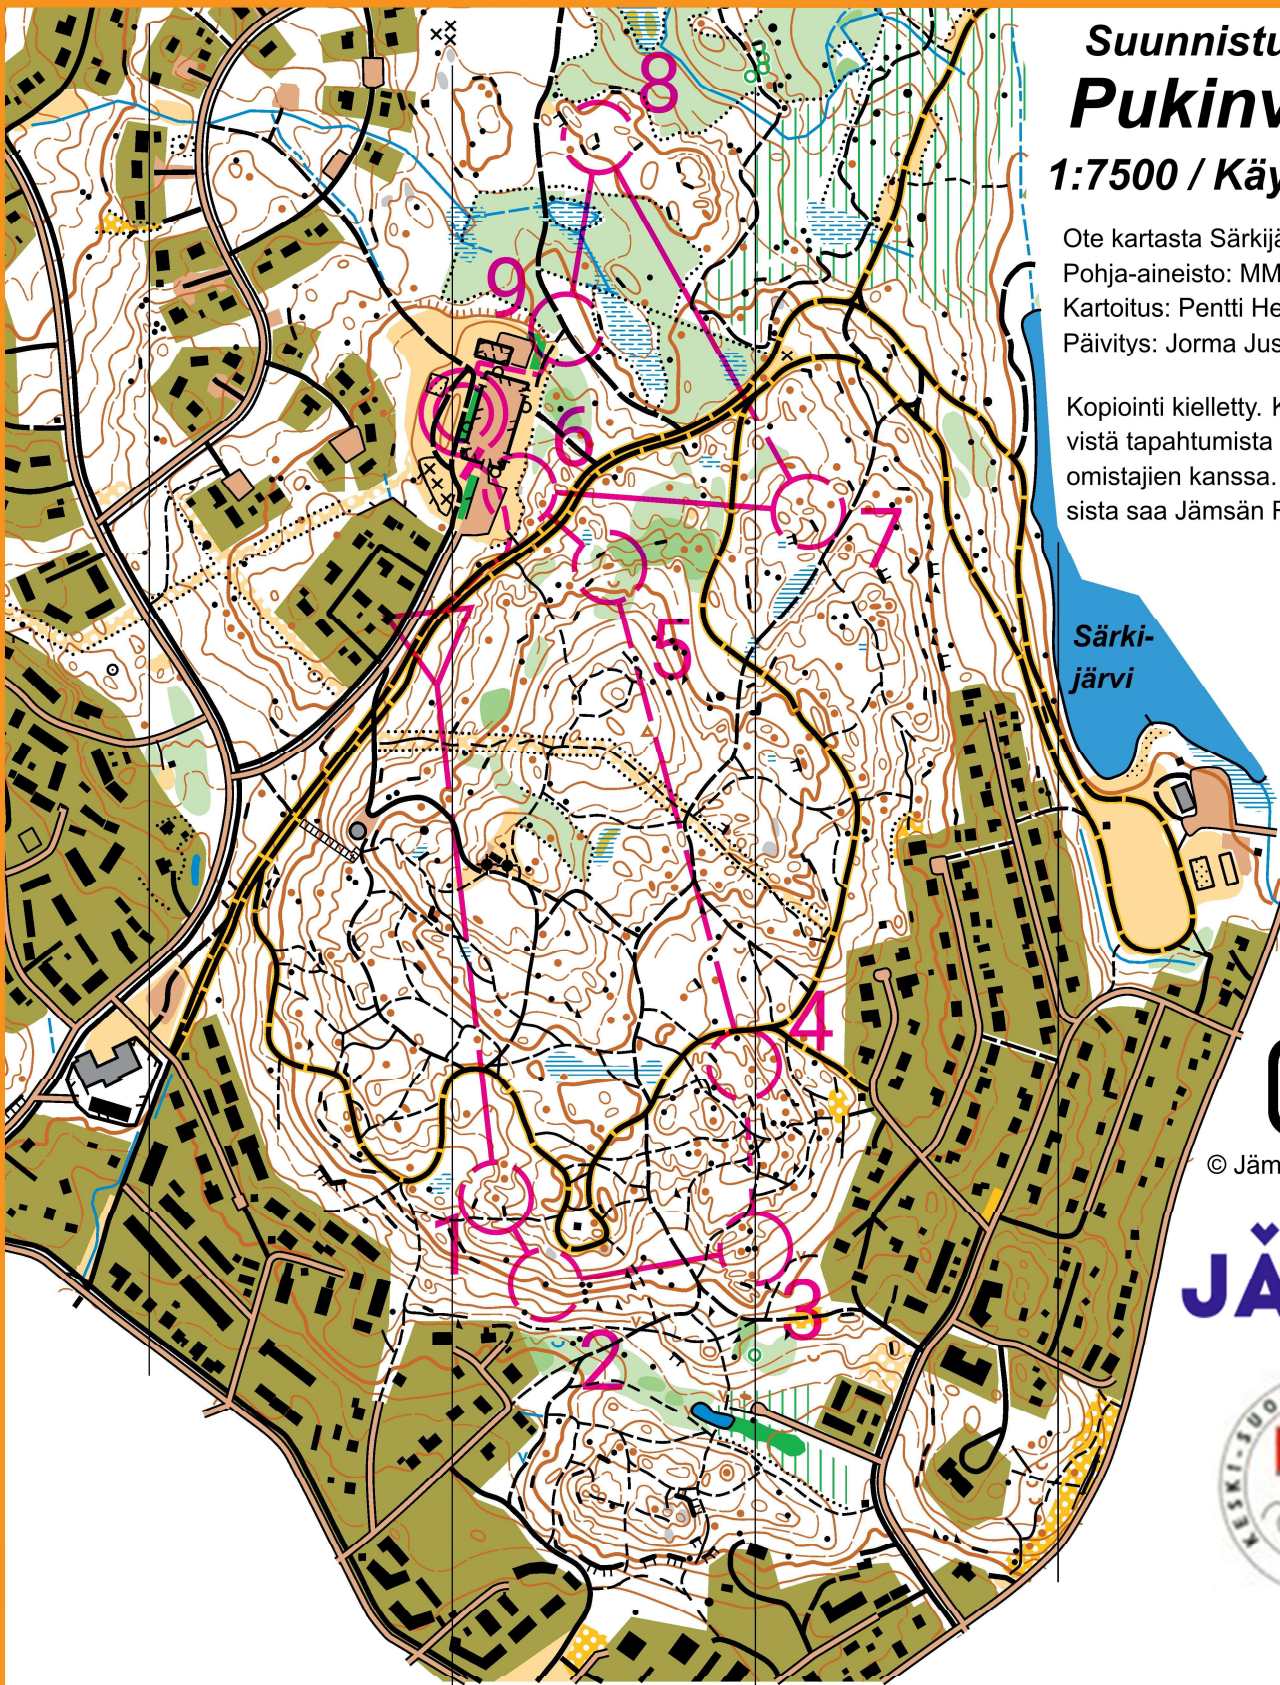 Suunnistu
Pukinv
1:7500 / Käy
Ote kartasta Särkijä
Pohja-aineisto: MM
Kartoitus: Pentti He
Päivitys: Jorma Jus
Kopiointi kielletty. K
vistä tapahtumista
omistajien kanssa.
sista saa Jämsän R
8
9
6
7
5
Särki-
järvi
4
1
3
2
© Jäm
JÄ
KESKI-SUO